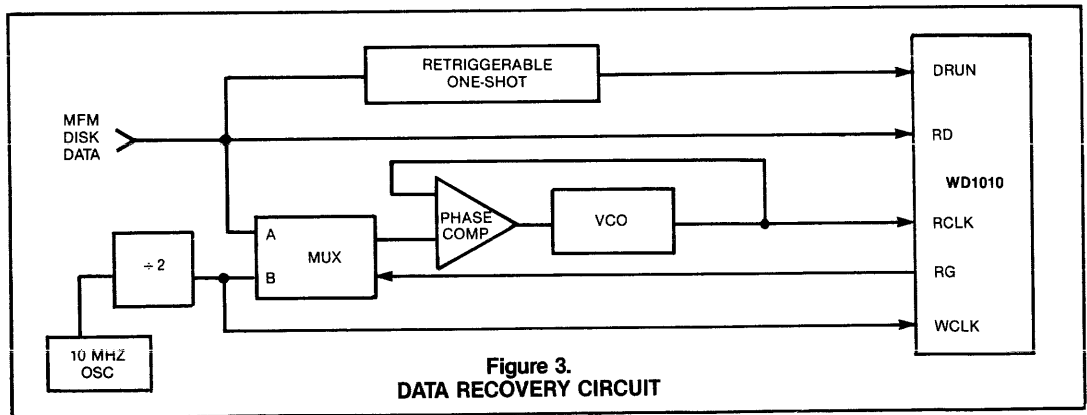 RETRIGGERABLE
ONE-SHOT
DRUN
MFM
DISK
DATA
RD
WD1010
PHASE
COMP
VCO
RCLK
A
MUX
B
÷2
RG
WCLK
10 MHZ
OSC
Figure 3.
DATA RECOVERY CIRCUIT